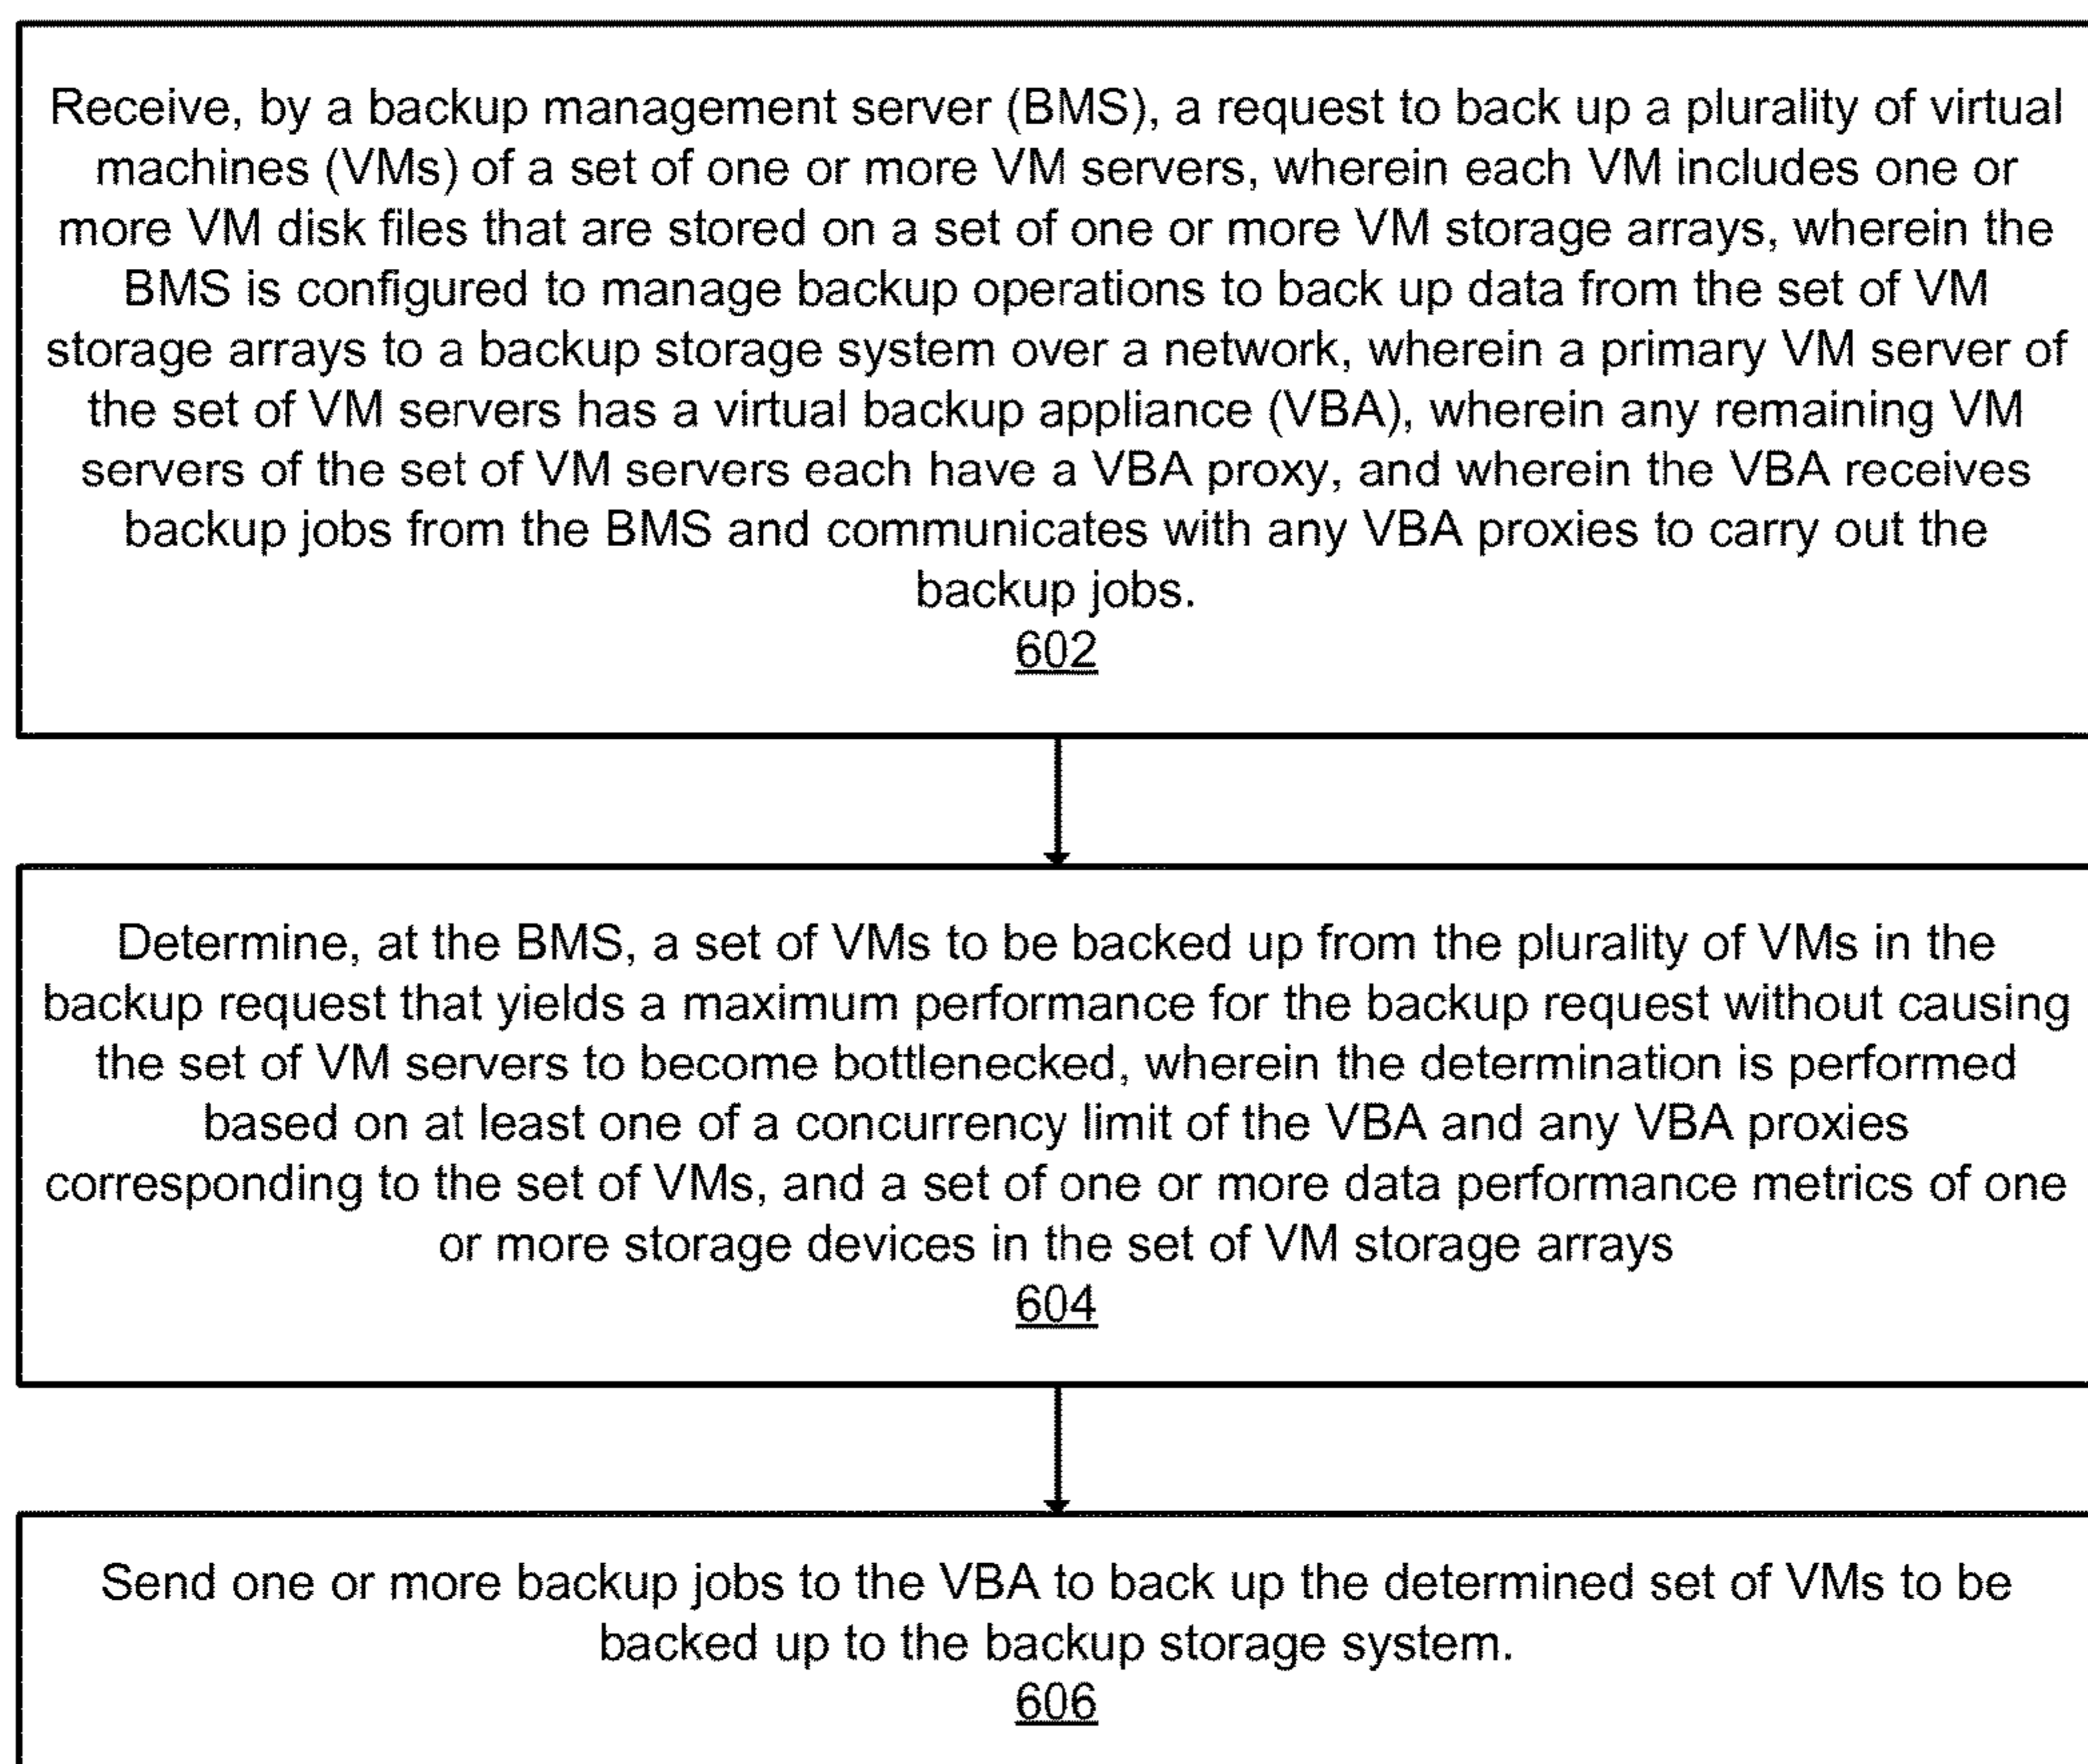 Receive, by a backup management server (BMS), a request to back up a plurality of virtual
machines (VMs) of a set of one or more VM servers, wherein each VM includes one or
more VM disk files that are stored on a set of one or more VM storage arrays, wherein the
BMS is configured to manage backup operations to back up data from the set of VM
storage arrays to a backup storage system over a network, wherein a primary VM server of
the set of VM servers has a virtual backup appliance (VBA), wherein any remaining VM
servers of the set of VM servers each have a VBA proxy, and wherein the VBA receives
backup jobs from the BMS and communicates with any VBA proxies to carry out the
backup jobs.
602
Determine, at the BMS, a set of VMs to be backed up from the plurality of VMs in the
backup request that yields a maximum performance for the backup request without causing
the set of VM servers to become bottlenecked, wherein the determination is performed
based on at least one of a concurrency limit of the VBA and any VBA proxies
corresponding to the set of VMs, and a set of one or more data performance metrics of one
or more storage devices in the set of VM storage arrays
604
Send one or more backup jobs to the VBA to back up the determined set of VMs to be
backed up to the backup storage system.
606